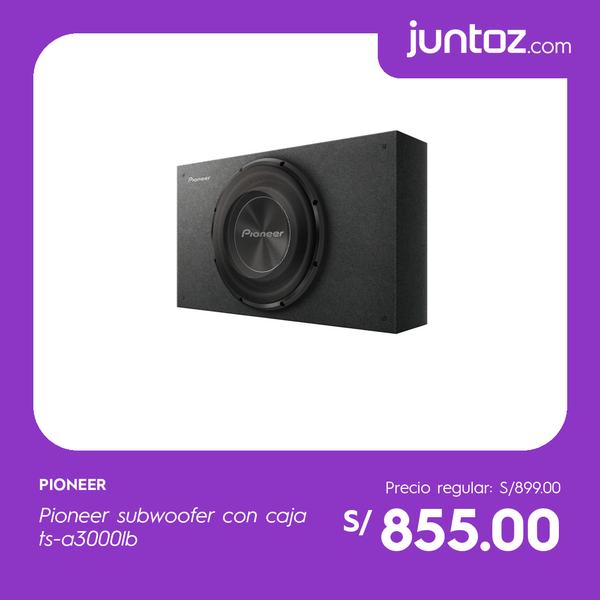 juntoz.com
Pioneer
Pioneer
PIONEER
Pioneer subwoofer con caja
ts-a3000lb
Precio regular: S/899.00
S/ 855.00